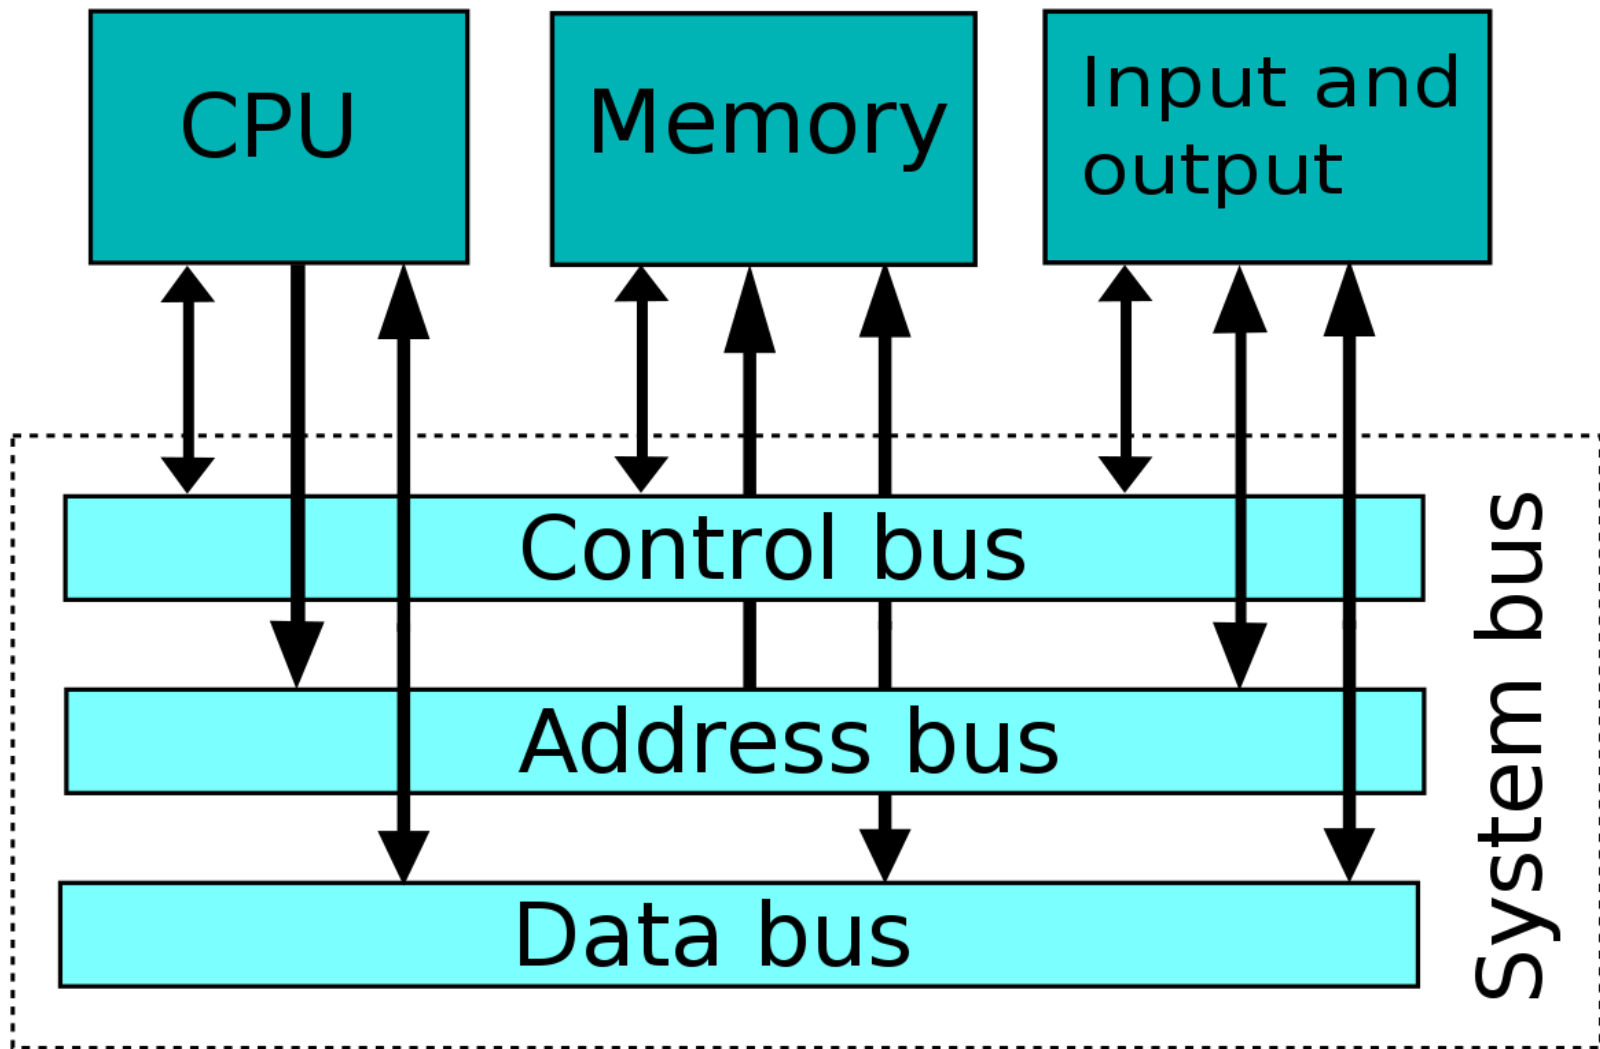 CPU
Memory
Input and
output
Control bus
Address bus
Data bus
System bus